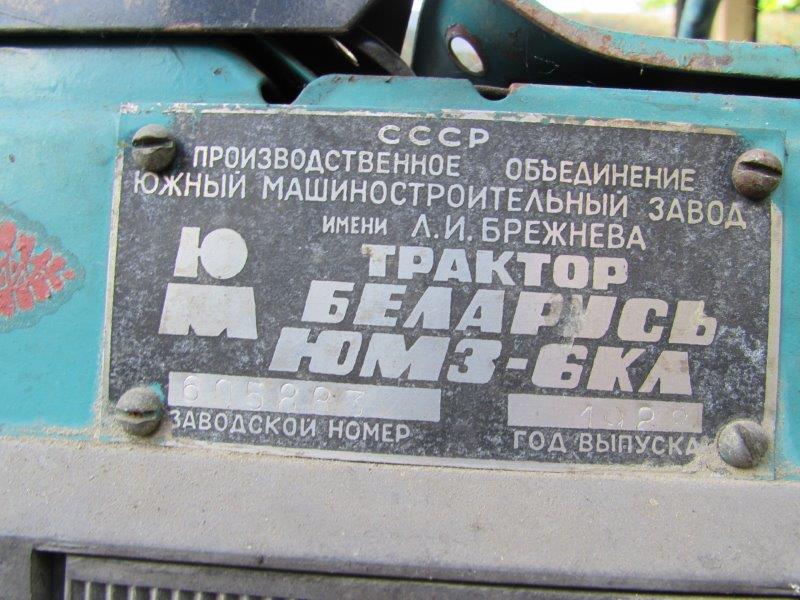 СССР
ПРОИЗВОДСТВЕННОЕ ОБЪЕДИНЕНИЕ
ЮЖНЫЙ МАШИНОСТРОИТЕЛЬНЫЙ ЗАВОД
ИМЕНИ Л.И. БРЕЖНЕВА
ЮМ
ТРАКТОР
БЕЛАРУСЬ
ЮМЗ-6КЛ
ЗАВОДСКОЙ НОМЕР
ГОД ВЫПУСКА